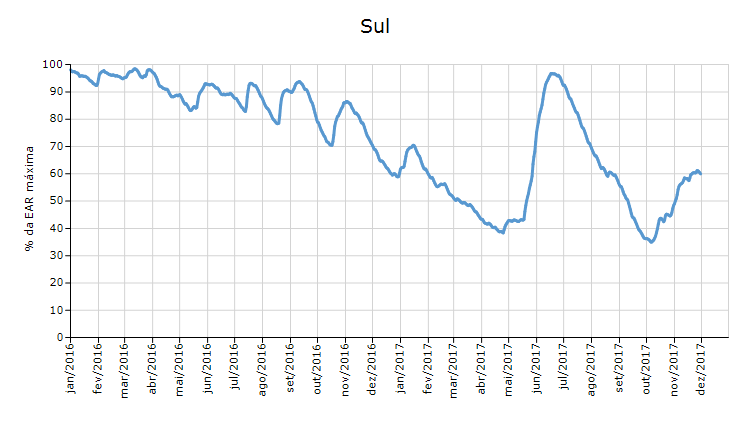 Sul
% da EAR máxima
100
90
80
70
60
50
40
30
20
10
0
jan/2016
fev/2016
mar/2016
abr/2016
mai/2016
jun/2016
jul/2016
ago/2016
set/2016
out/2016
nov/2016
dez/2016
jan/2017
fev/2017
mar/2017
abr/2017
mai/2017
jun/2017
jul/2017
ago/2017
set/2017
out/2017
nov/2017
dez/2017